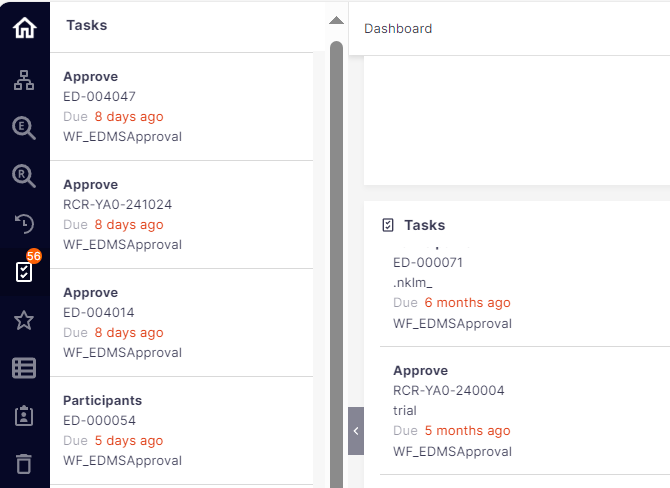 Tasks
Approve
ED-004047
Due 8 days ago
WF_EDMSApproval
Approve
RCR-YA0-241024
Due 8 days ago
WF_EDMSApproval
Approve
ED-004014
Due 8 days ago
WF_EDMSApproval
Participants
ED-000054
Due 5 days ago
WF_EDMSApproval
E
R
56
Dashboard
Tasks
ED-000071
.nklm_
Due 6 months ago
WF_EDMSApproval
Approve
RCR-YA0-240004
trial
Due 5 months ago
WF_EDMSApproval